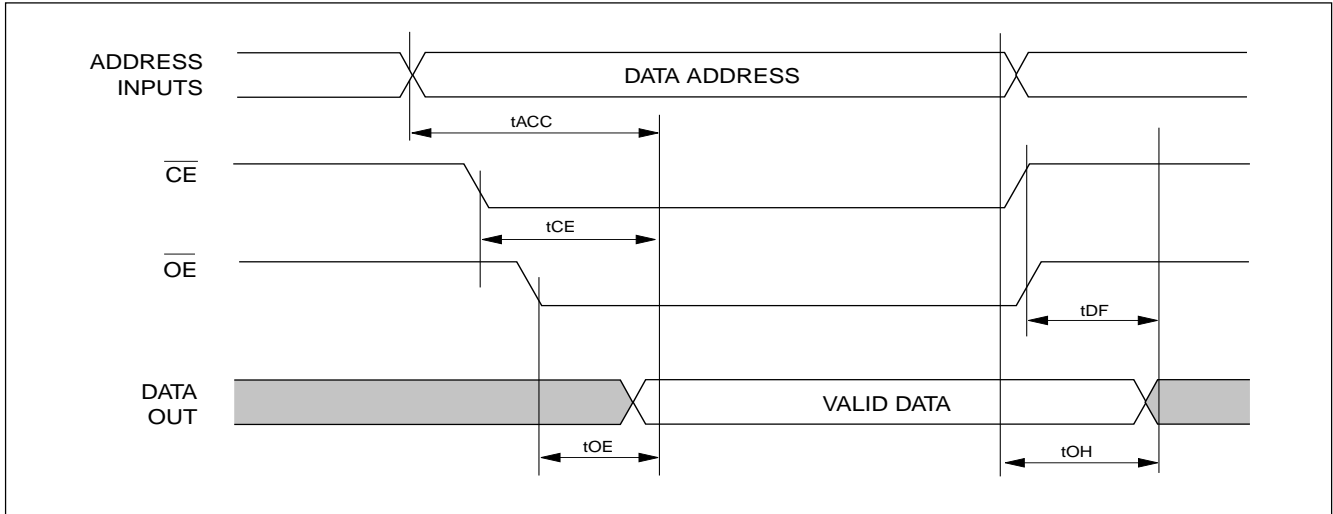 ADDRESS
INPUTS
DATA ADDRESS
tACC
CE
tCE
OE
tDF
DATA
OUT
VALID DATA
tOE
tOH